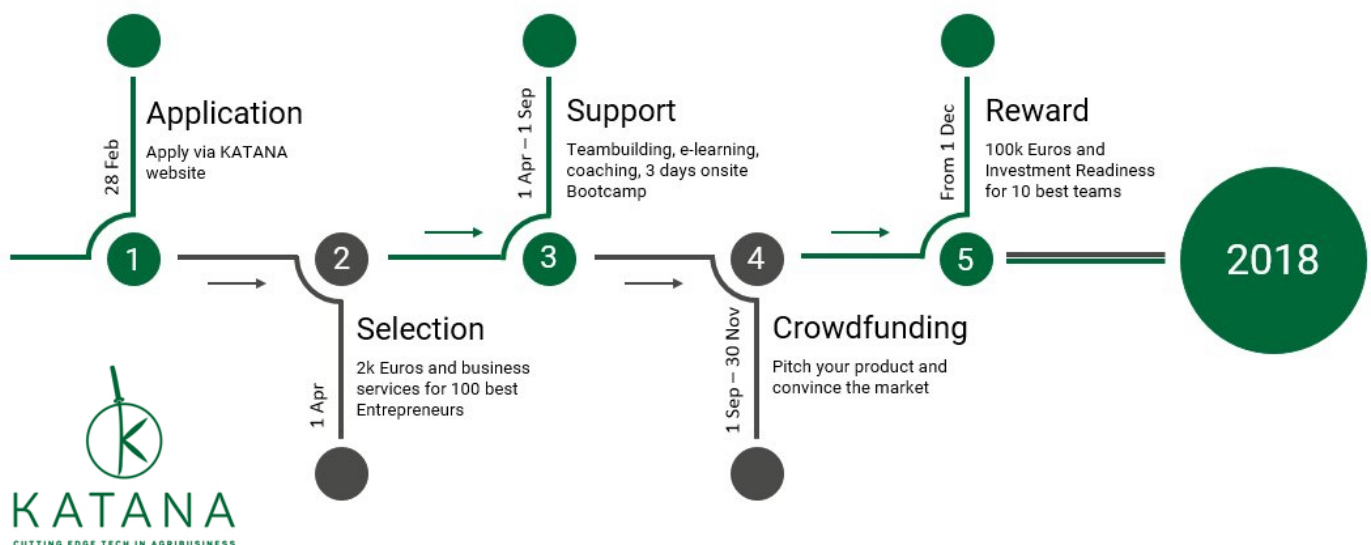 28 Feb
Application
Apply via KATANA
website
1
1 Apr
2
Selection
2k Euros and business
services for 100 best
Entrepreneurs
1 Apr – 1 Sep
Support
Teambuilding, e-learning,
coaching, 3 days onsite
Bootcamp
3
1 Sep – 30 Nov
4
Crowdfunding
Pitch your product and
convince the market
From 1 Dec
Reward
100k Euros and
Investment Readiness
for 10 best teams
5
2018
K
KATANA
CUTTING EDGE TECH IN AGRIBUSINESS